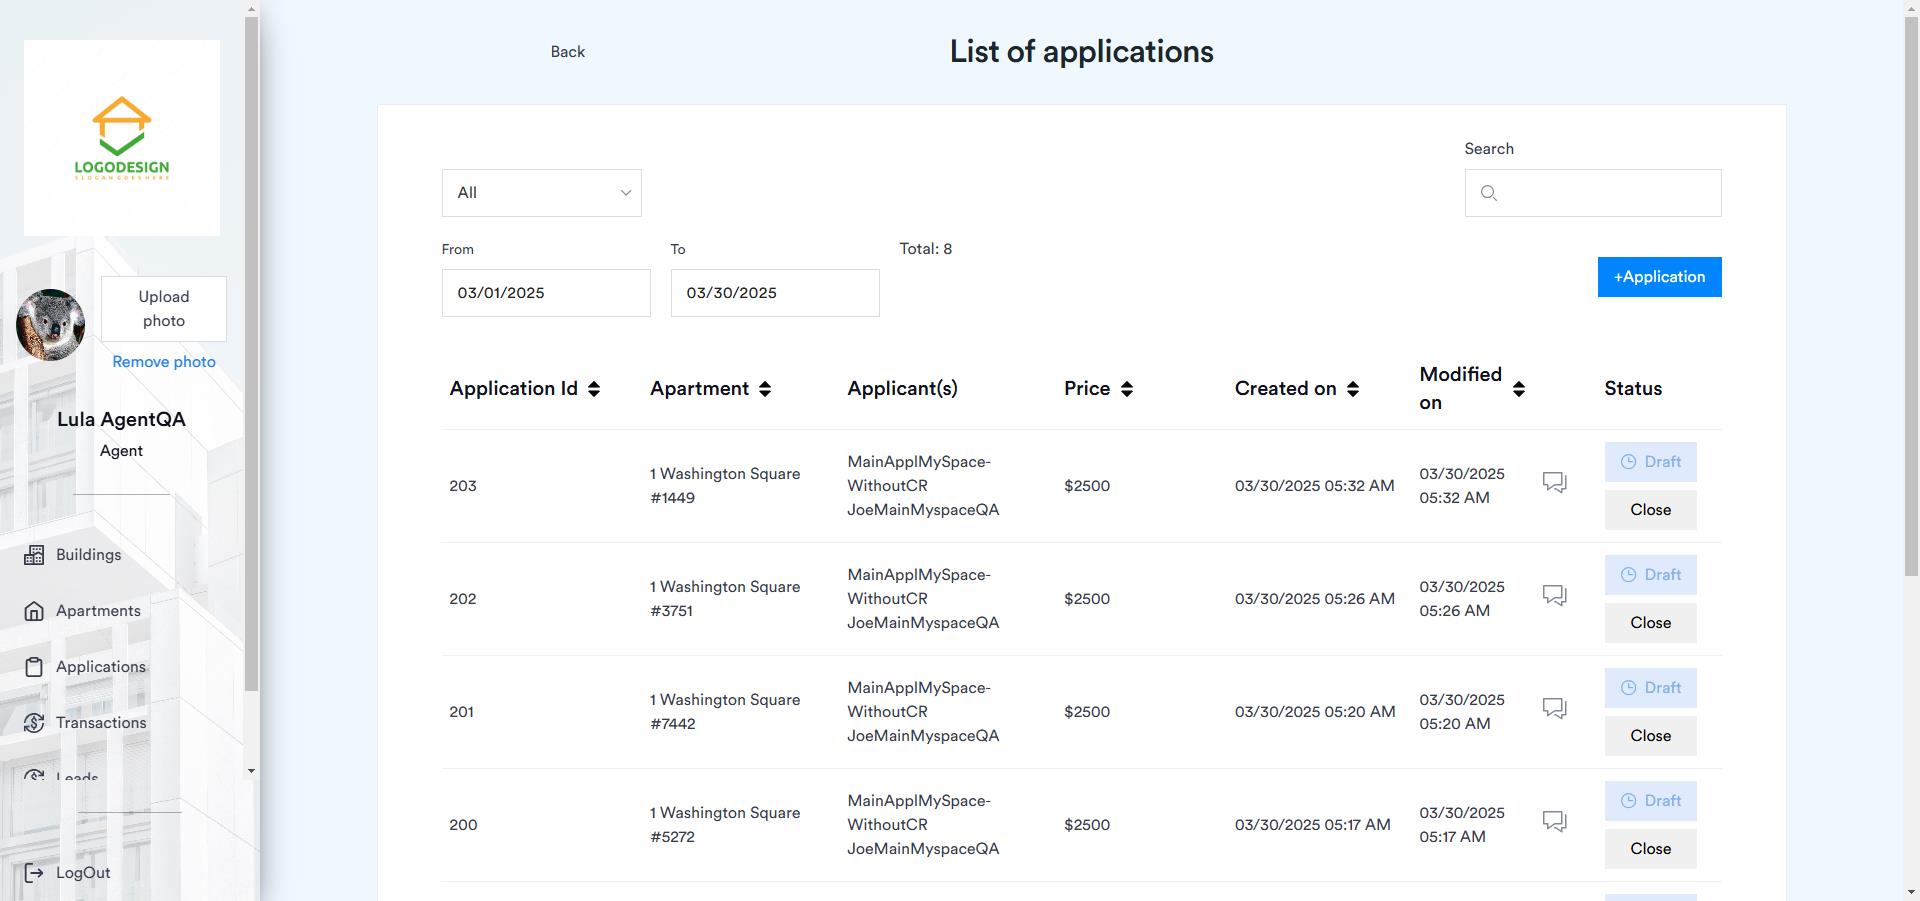 LOGODESIGN
SLOGAN GOES HERE
Upload
photo
Remove photo
Lula AgentQA
Agent
Buildings
Apartments
Applications
Transactions
Leads
LogOut
Back
List of applications
Search
All
From
To
Total: 8
03/01/2025
03/30/2025
+Application
Application Id
Apartment
Applicant(s)
Price
Created on
Modified
on
Status
203
1 Washington Square
#1449
MainApplMySpace-
WithoutCR
JoeMainMyspaceQA
$2500
03/30/2025 05:32 AM
03/30/2025
05:32 AM
Draft
Close
202
1 Washington Square
#3751
MainApplMySpace-
WithoutCR
JoeMainMyspaceQA
$2500
03/30/2025 05:26 AM
03/30/2025
05:26 AM
Draft
Close
201
1 Washington Square
#7442
MainApplMySpace-
WithoutCR
JoeMainMyspaceQA
$2500
03/30/2025 05:20 AM
03/30/2025
05:20 AM
Draft
Close
200
1 Washington Square
#5272
MainApplMySpace-
WithoutCR
JoeMainMyspaceQA
$2500
03/30/2025 05:17 AM
03/30/2025
05:17 AM
Draft
Close